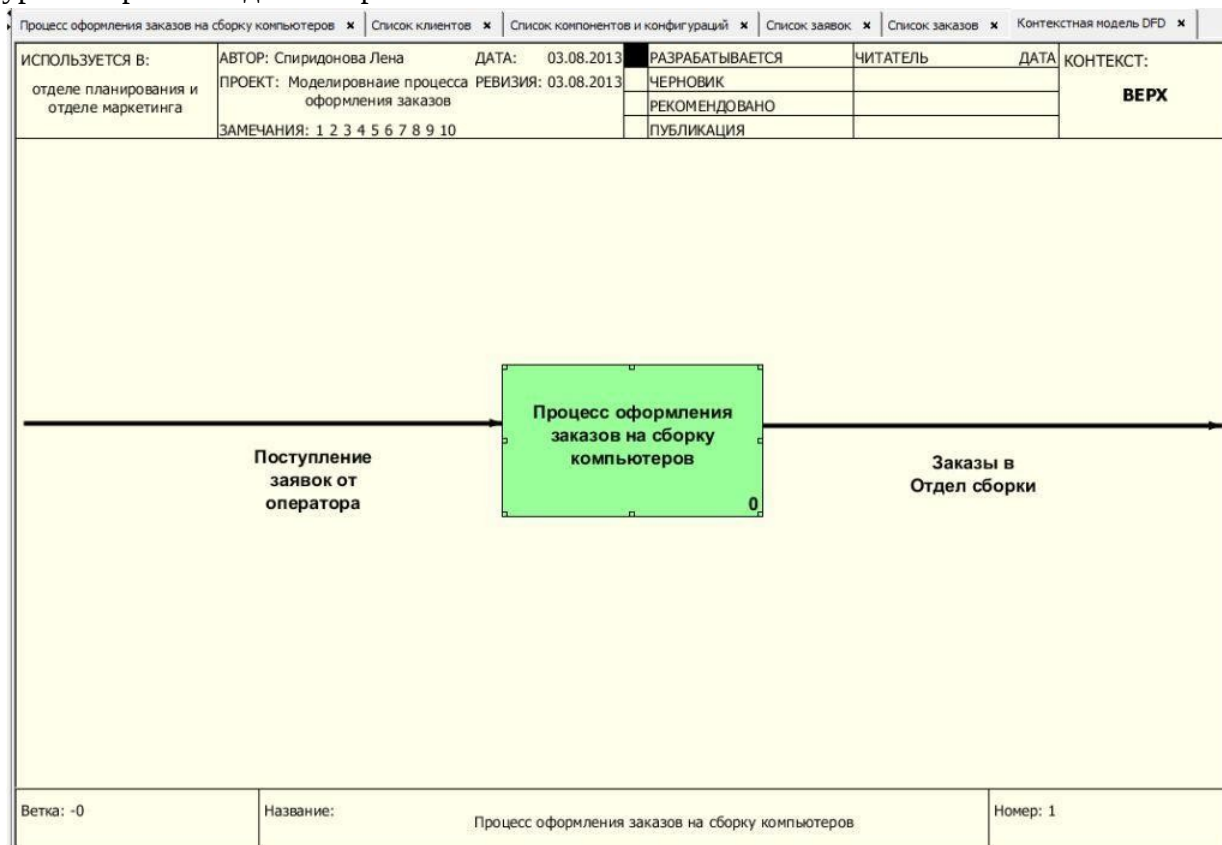 Процесс оформления заказов на сборку компьютеров × Список клиентов × Список компонентов и конфигураций × Список заявок × Список заказов × Контекстная модель DFD ×
ИСПОЛЬЗУЕТСЯ В:
отделе планирования и
отделе маркетинга
АВТОР: Спиридонова Лена ДАТА: 03.08.2013
ПРОЕКТ: Моделировнаие процесса РЕВИЗИЯ: 03.08.2013
оформления заказов
ЗАМЕЧАНИЯ: 1 2 3 4 5 6 7 8 9 10
РАЗРАБАТЫВАЕТСЯ
ЧЕРНОВИК
РЕКОМЕНДОВАНО
ПУБЛИКАЦИЯ
ЧИТАТЕЛЬ ДАТА
КОНТЕКСТ:
ВЕРХ
Процесс оформления
заказов на сборку
компьютеров
0
Поступление
заявок от
оператора
Заказы в
Отдел сборки
Ветка: -0
Название:
Процесс оформления заказов на сборку компьютеров
Номер: 1